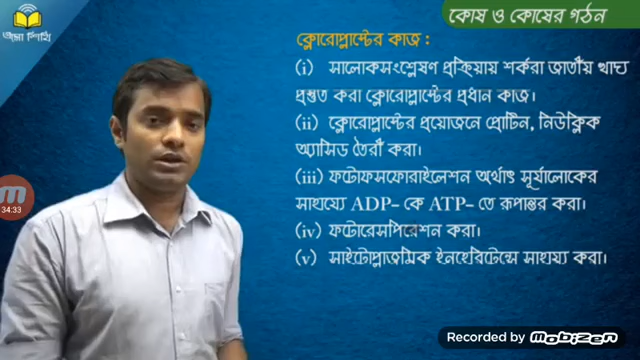 কোষ ও কোষের গঠন
ক্লোরোপ্লাস্টের কাজ :
(i) সালোকসংশ্লেষণ প্রক্রিয়ায় শর্করা জাতীয় খাদ্য
প্রস্তুত করা ক্লোরোপ্লাস্টের প্রধান কাজ।
(ii) ক্লোরোপ্লাস্টের প্রয়োজনে প্রোটিন, নিউক্লিক
অ্যাসিড তৈরী করা।
(iii) ফটোফসফোরাইলেশন অর্থাৎ সূর্যালোকের
সাহায্যে ADP- কে ATP- তে রূপান্তর করা।
(iv) ফটোরেসপিরেশন করা।
(v) সাইটোপ্লাজমিক ইনহেরিটেন্সে সাহায্য করা।
34:33
Recorded by mobizen